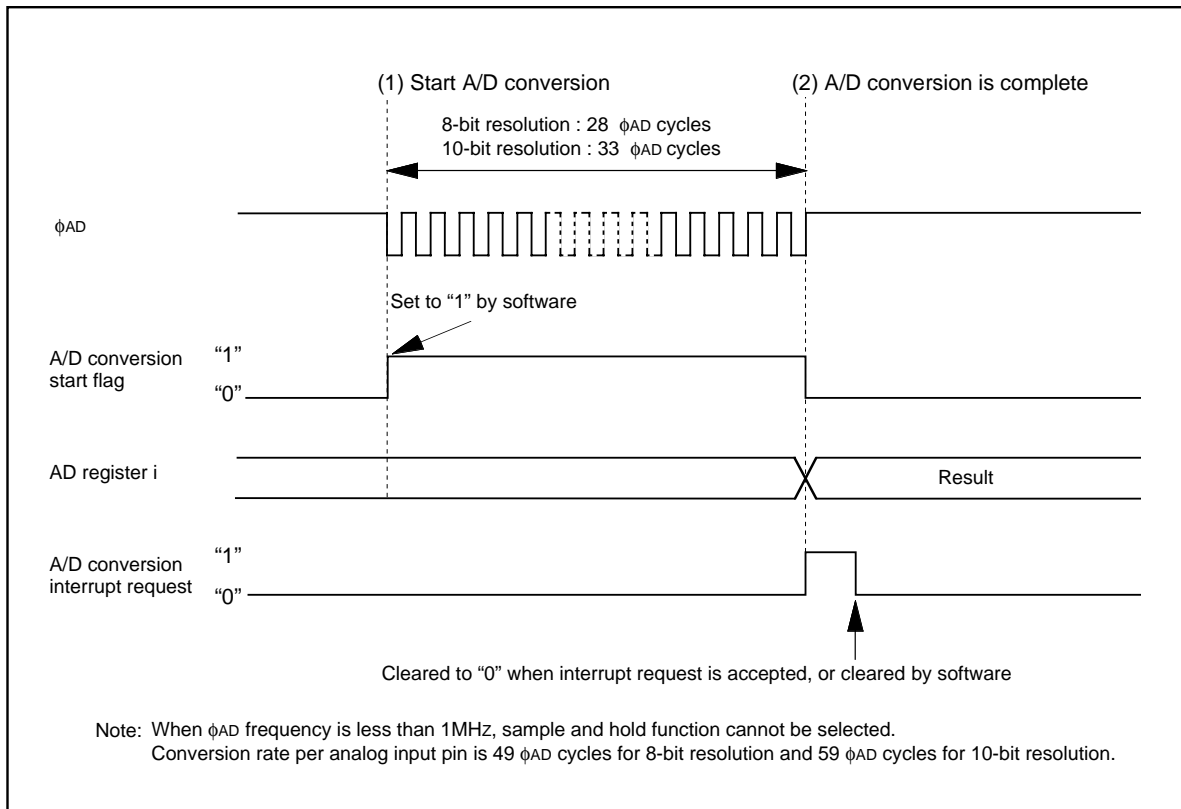 (1) Start A/D conversion
(2) A/D conversion is complete
8-bit resolution : 28 ϕAD cycles
10-bit resolution : 33 ϕAD cycles
ϕAD
Set to “1” by software
A/D conversion
start flag
“1”
“0”
AD register i
Result
A/D conversion
interrupt request
“1”
“0”
Cleared to “0” when interrupt request is accepted, or cleared by software
Note: When ϕAD frequency is less than 1MHZ, sample and hold function cannot be selected.
Conversion rate per analog input pin is 49 ϕAD cycles for 8-bit resolution and 59 ϕAD cycles for 10-bit resolution.